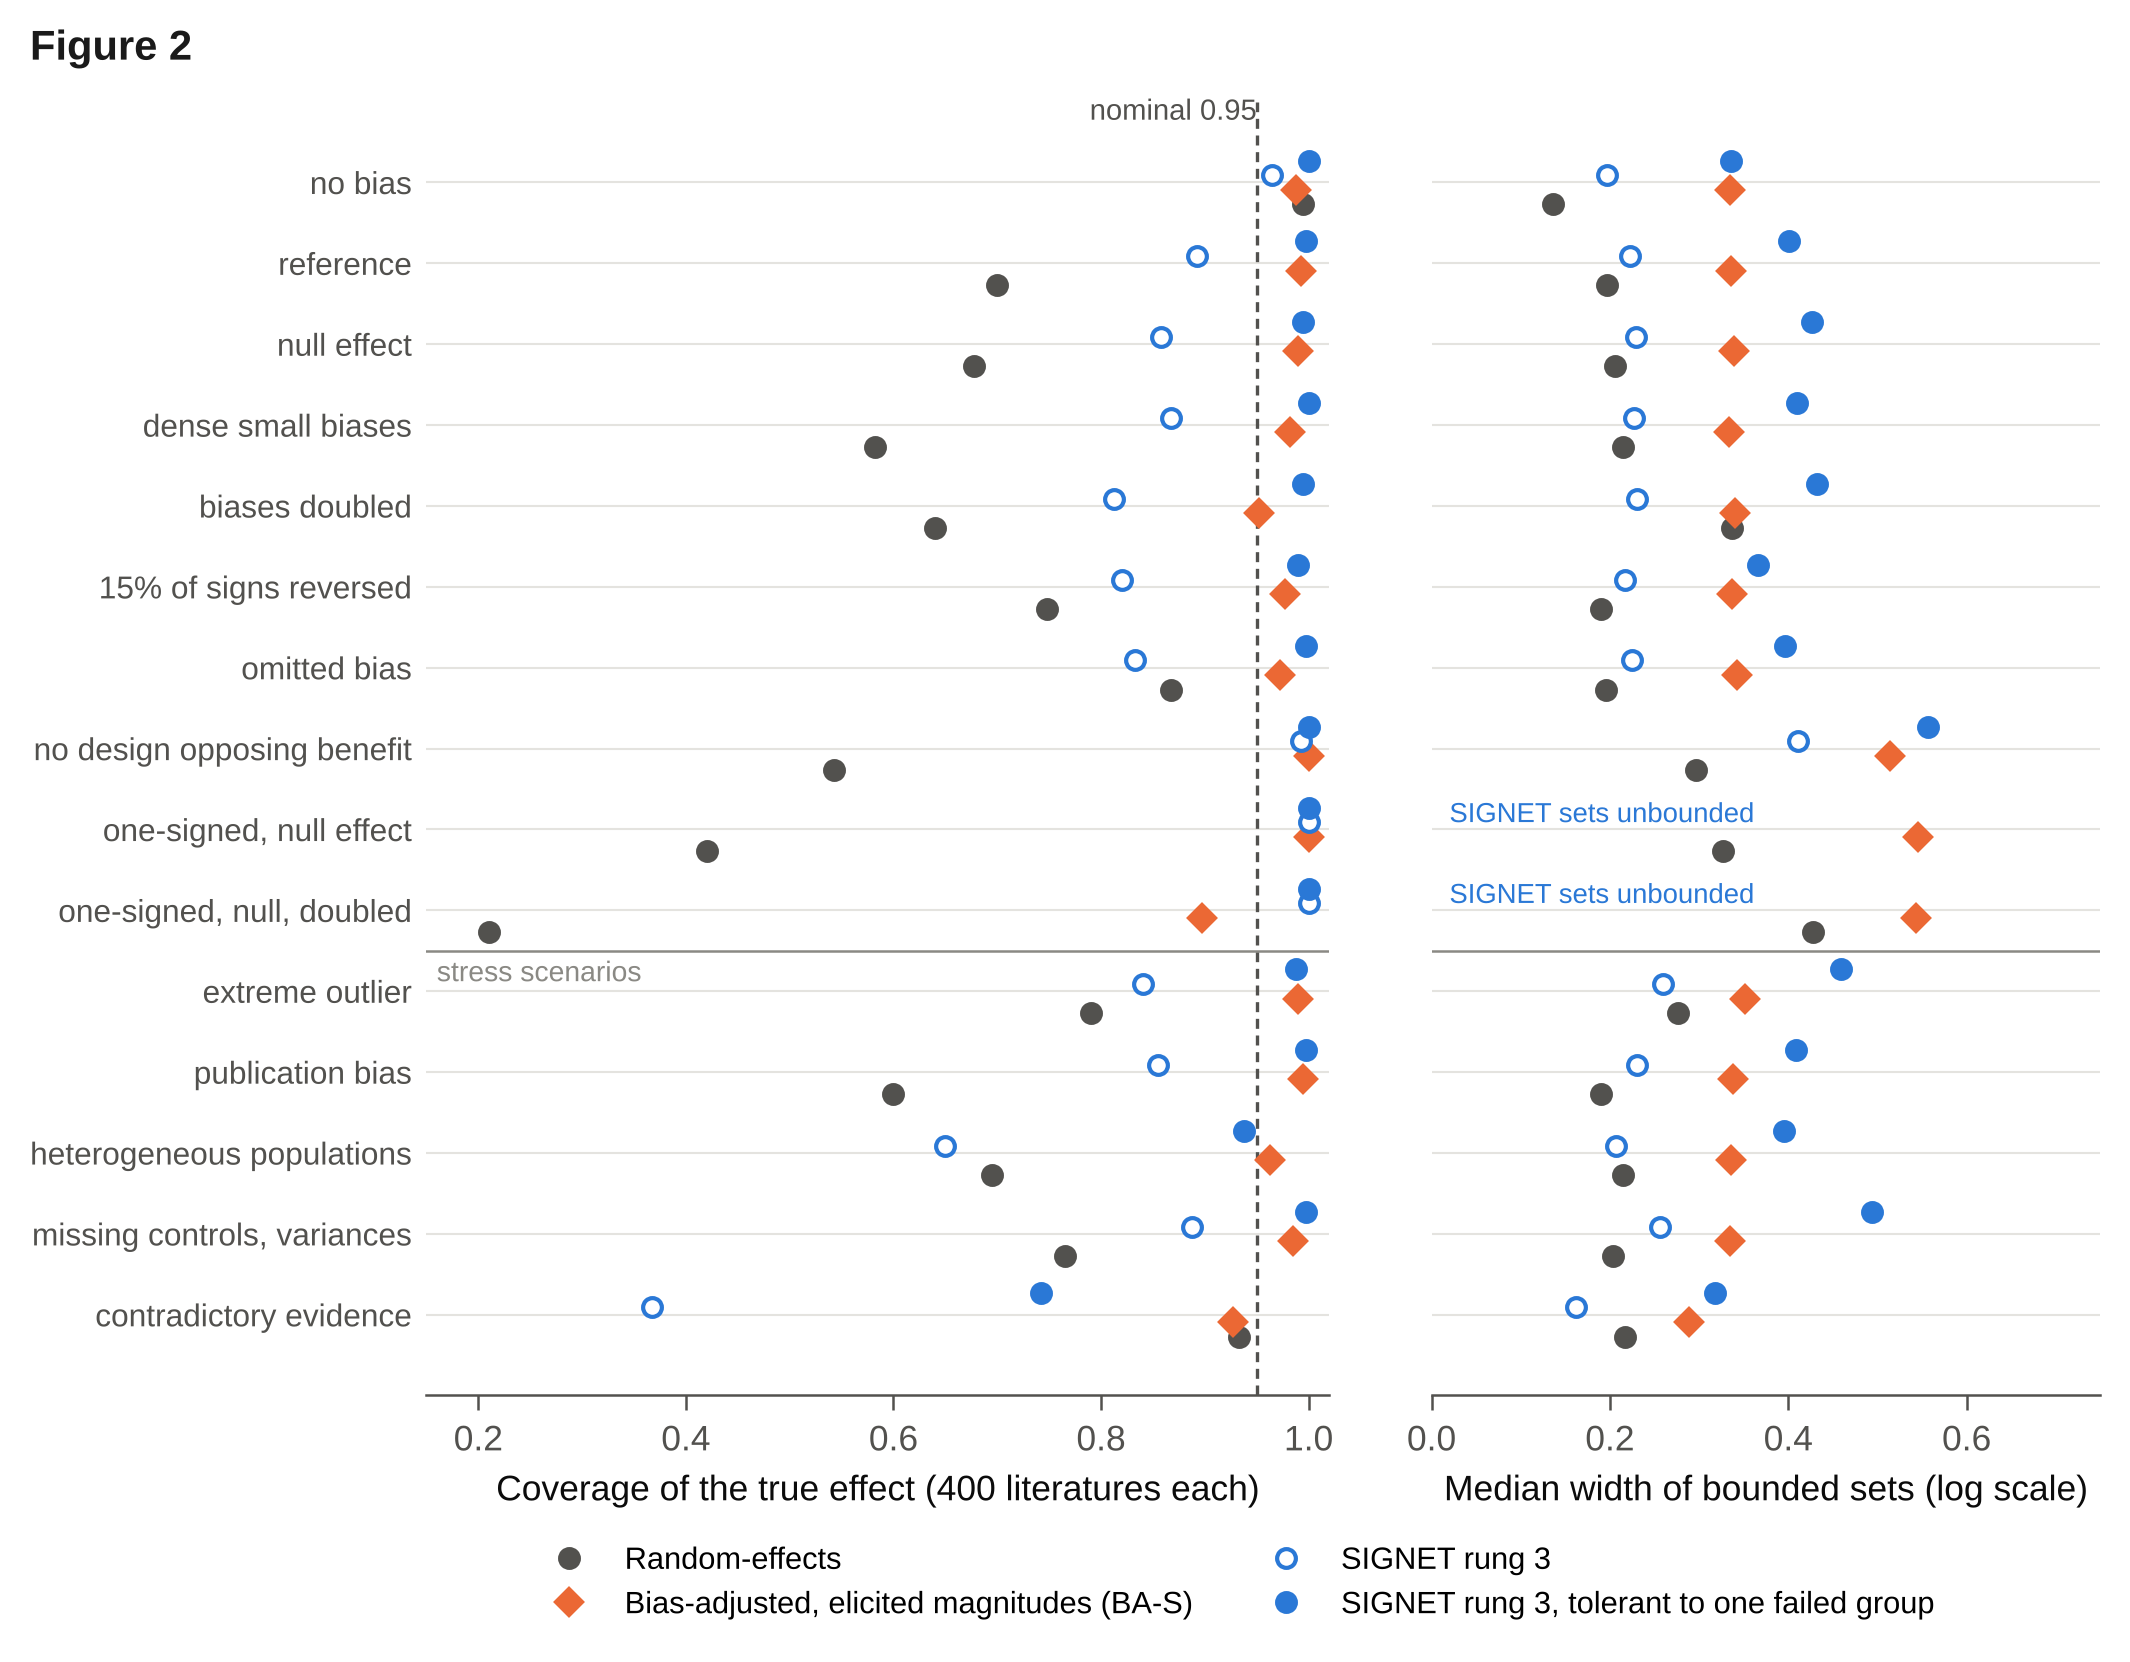 Figure 2
nominal 0.95
no bias
reference
null effect
dense small biases
biases doubled
15% of signs reversed
omitted bias
no design opposing benefit
one-signed, null effect
SIGNET sets unbounded
one-signed, null, doubled
SIGNET sets unbounded
stress scenarios
extreme outlier
publication bias
heterogeneous populations
missing controls, variances
contradictory evidence
0.2 0.4 0.6 0.8 1.0
0.0 0.2 0.4 0.6
Coverage of the true effect (400 literatures each)
Median width of bounded sets (log scale)
Random-effects
Bias-adjusted, elicited magnitudes (BA-S)
SIGNET rung 3
SIGNET rung 3, tolerant to one failed group